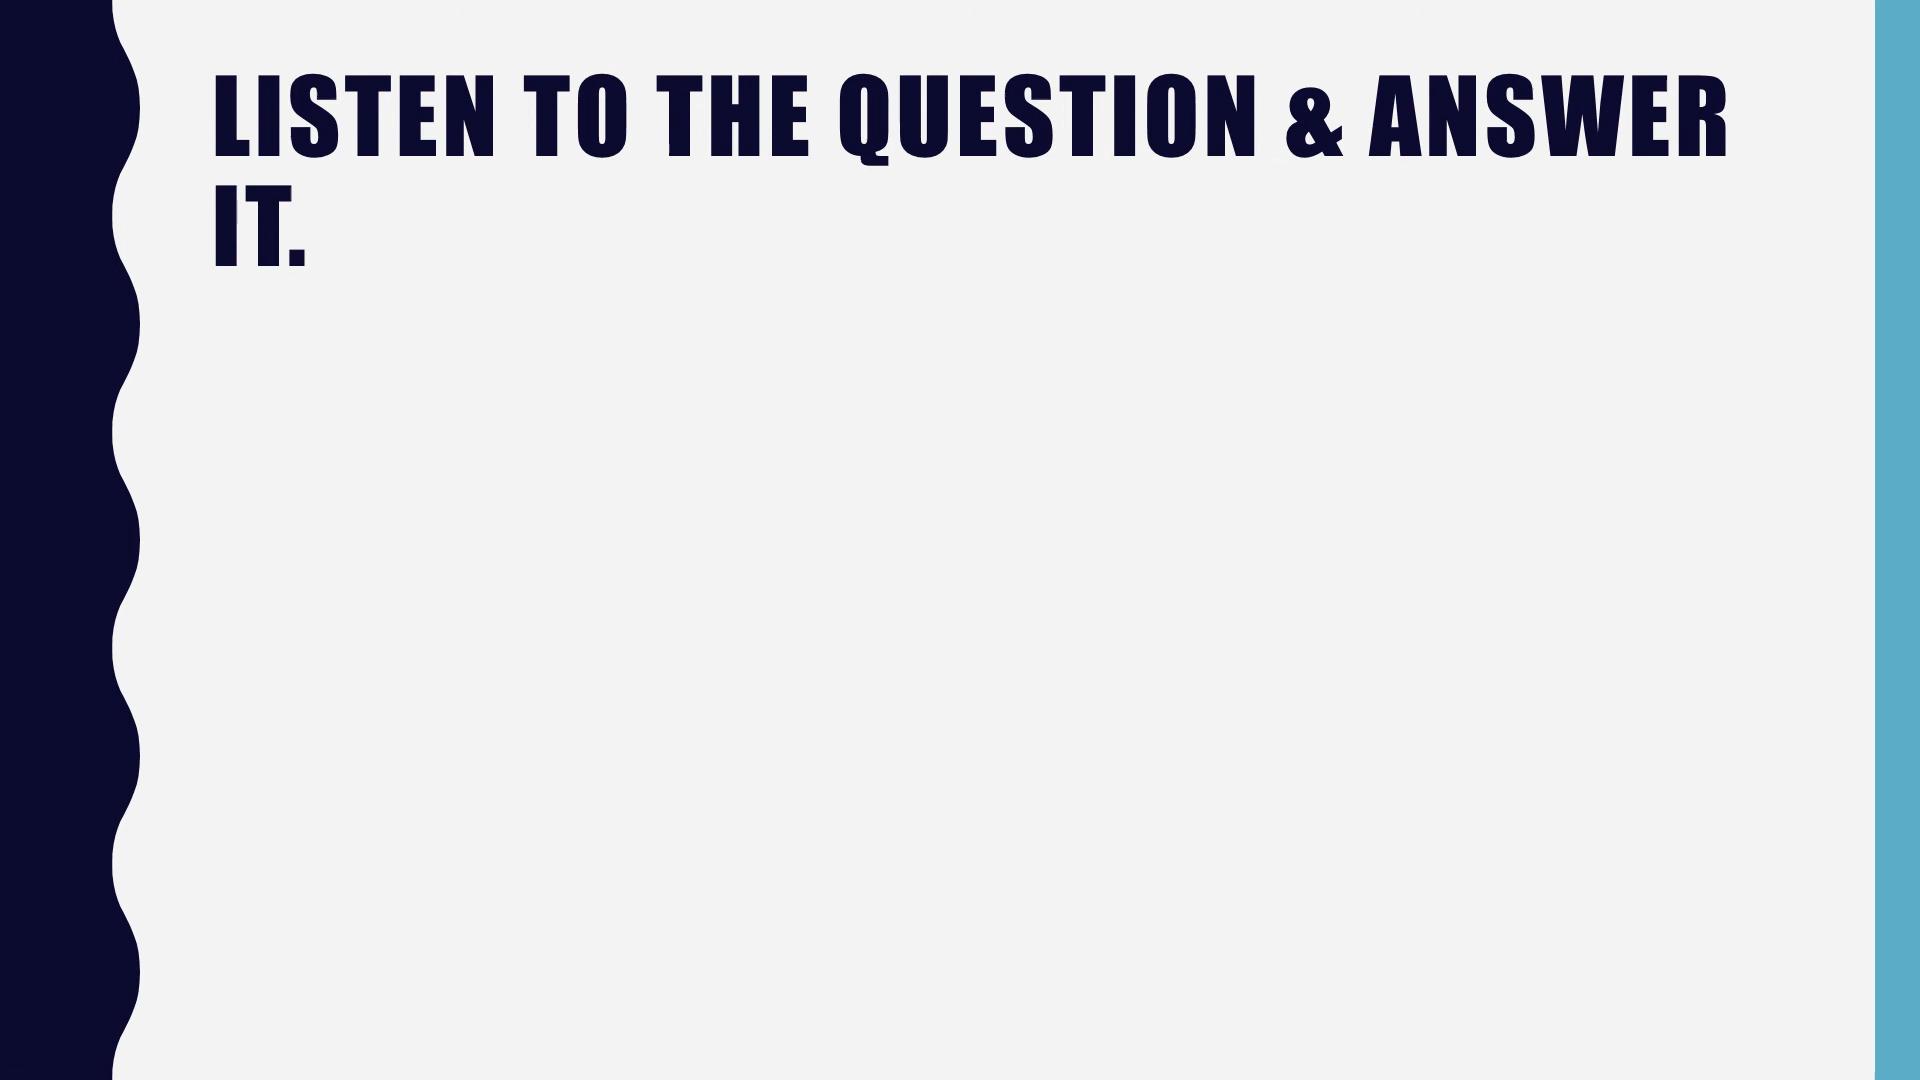 LISTEN TO THE QUESTION & ANSWER
IT.